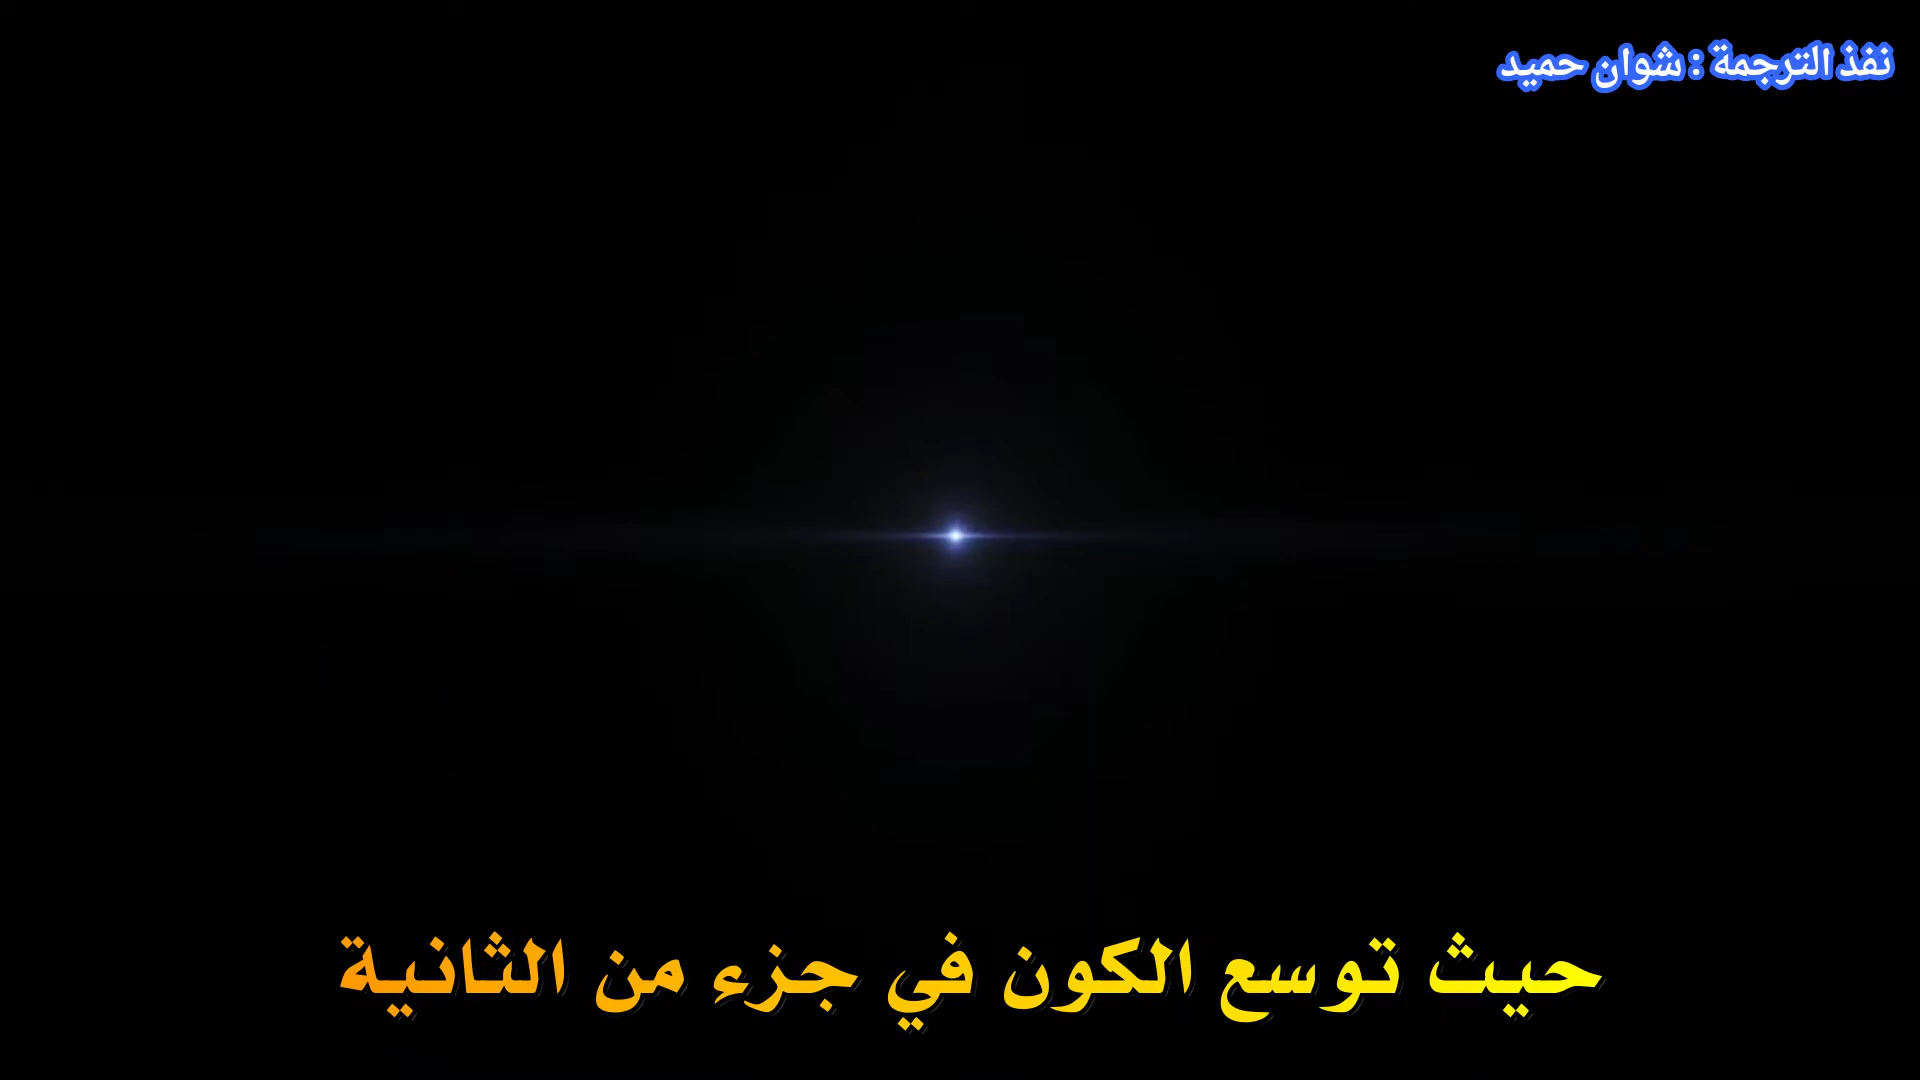 نفذ الترجمة : شوان حميد
حيث توسع الكون في جزء من الثانية